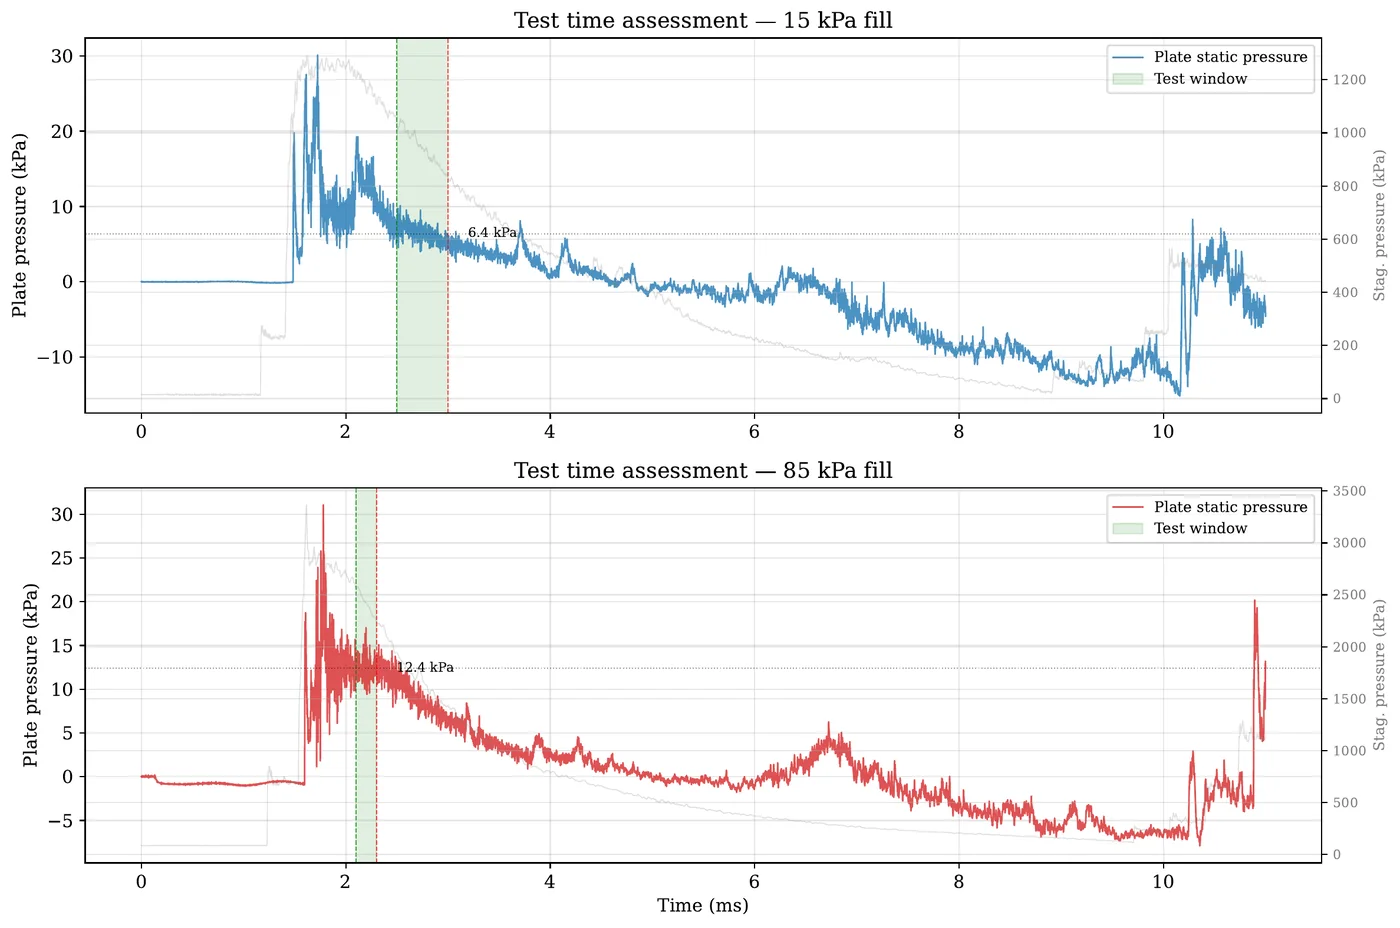 Test time assessment — 15 kPa fill
Plate pressure (kPa)
30
20
10
0
−10
Plate static pressure
Test window
6.4 kPa
1200
1000
800
600
400
200
0
Stag. pressure (kPa)
0 2 4 6 8 10
Test time assessment — 85 kPa fill
Plate pressure (kPa)
30
25
20
15
10
5
0
−5
Plate static pressure
Test window
12.4 kPa
3500
3000
2500
2000
1500
1000
500
0
Stag. pressure (kPa)
0 2 4 6 8 10
Time (ms)